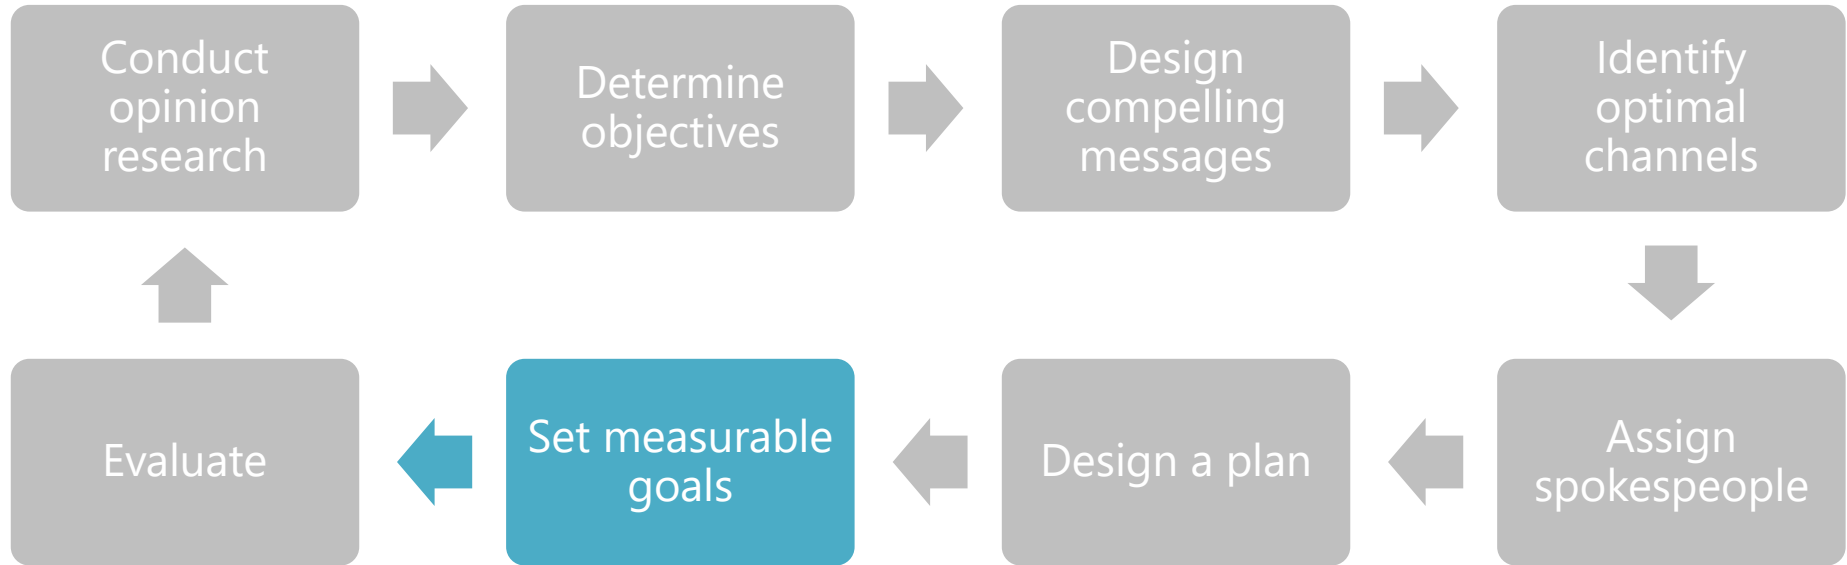 Conduct
opinion
research
Determine
objectives
Design
compelling
messages
Identify
optimal
channels
Assign
spokespeople
Design a plan
Set measurable
goals
Evaluate